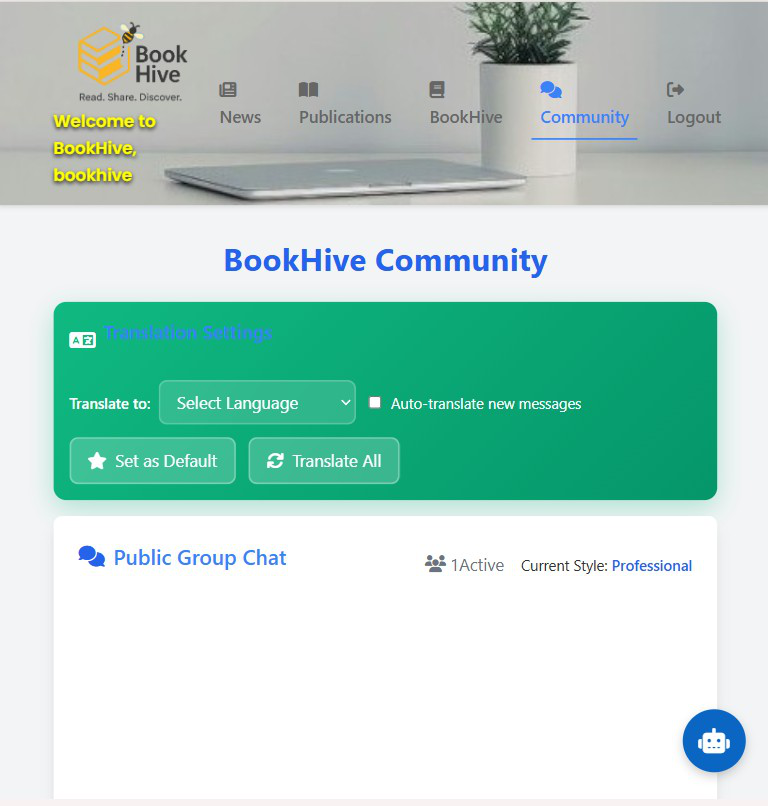 Book
Hive
Read. Share. Discover.
Welcome to
BookHive,
bookhive
News
Publications
BookHive
Community
Logout
BookHive Community
Translation Settings
Translate to:
Select Language
Auto-translate new messages
Set as Default
Translate All
Public Group Chat
1Active
Current Style: Professional